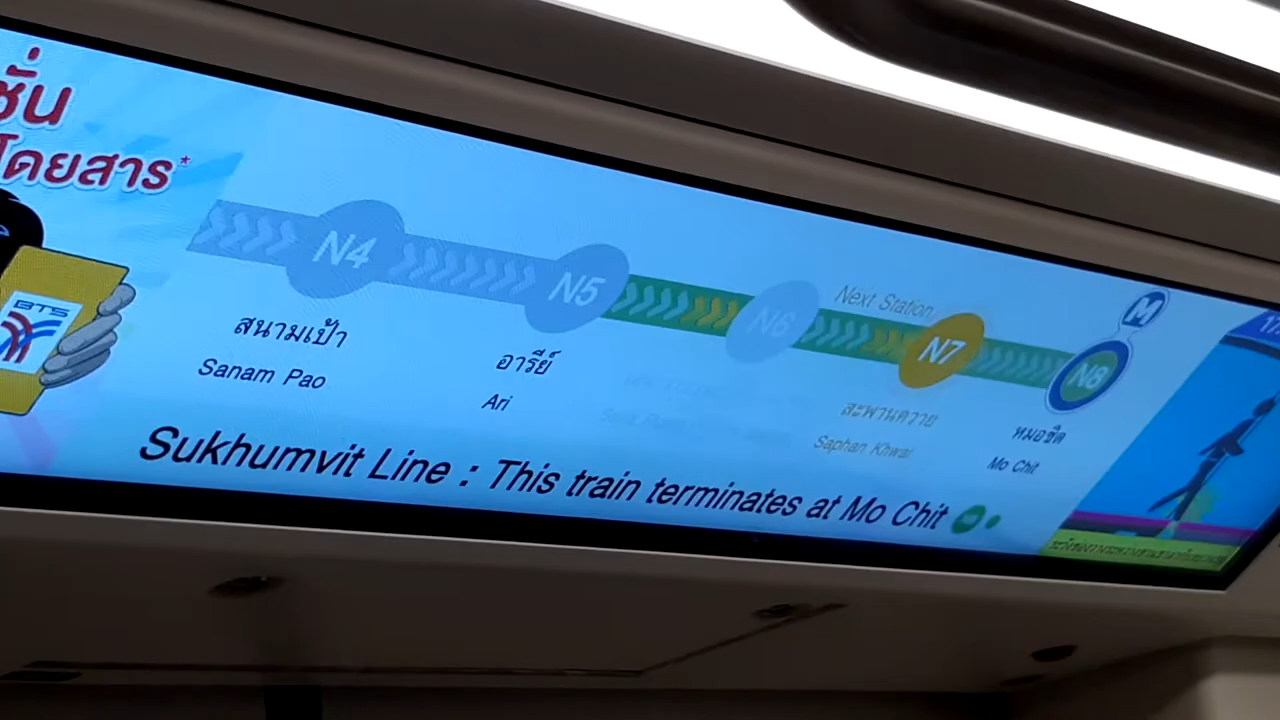 ชั่น
โดยสาร*
BTS
N4
N5
N6
Next Station
N7
M
N8
สนามเป้า
Sanam Pao
อารีย์
Ari
สะพานควาย
Saphan Khwai
หมอชิต
Mo Chit
Sukhumvit Line : This train terminates at Mo Chit